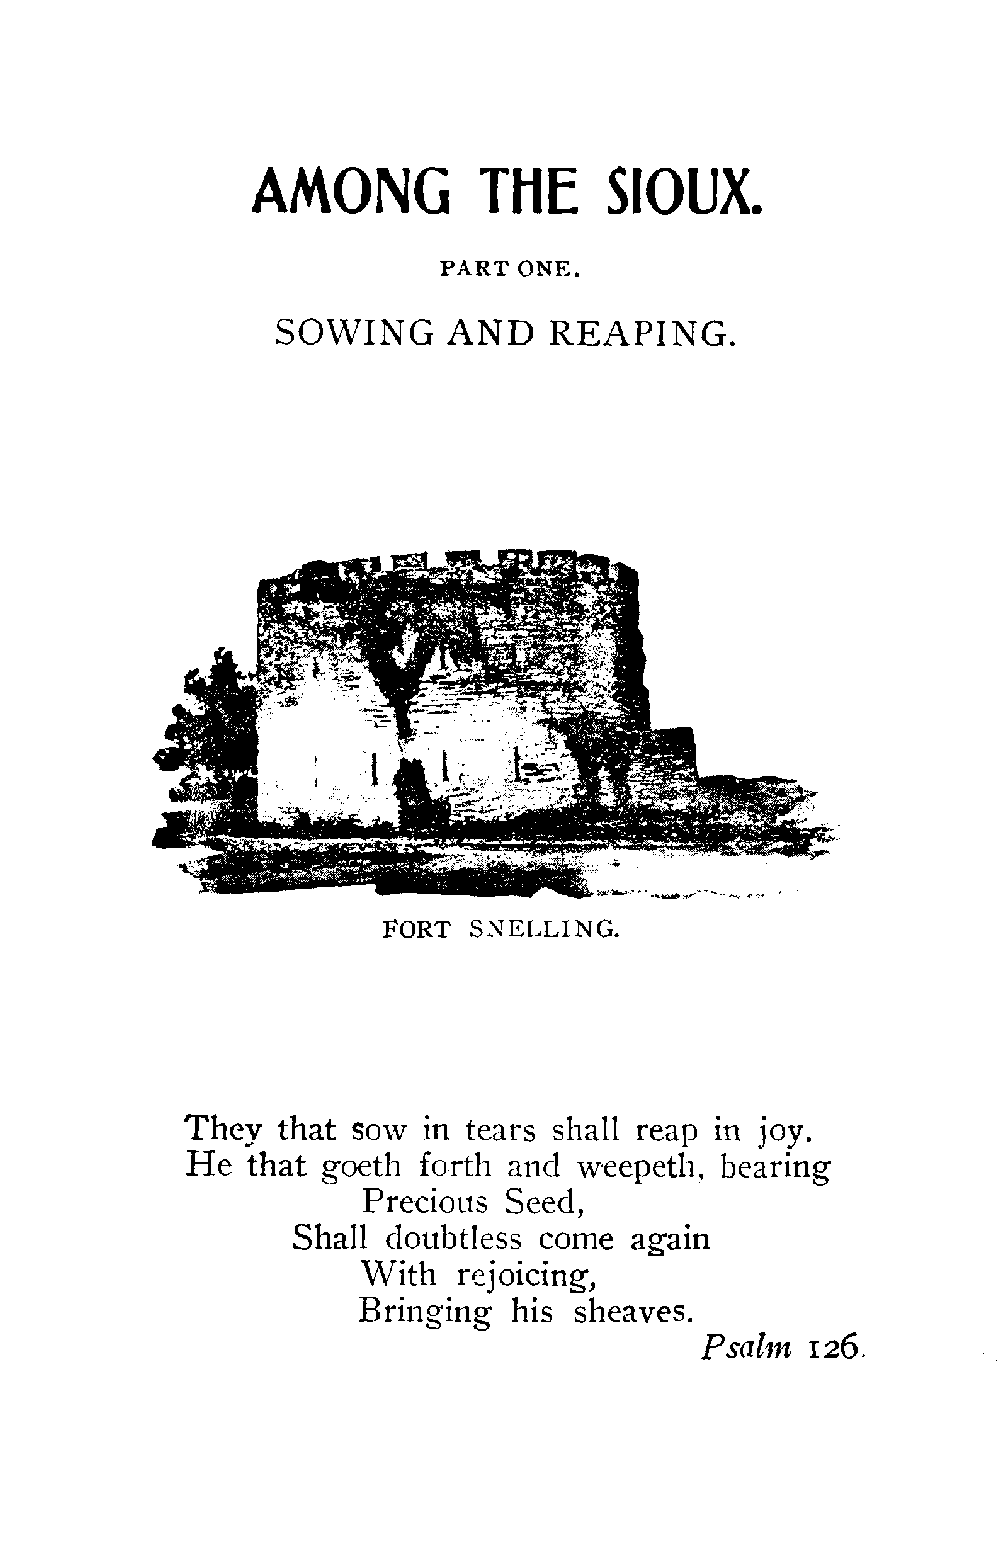 AMONG THE SIOUX.
PART ONE.
SOWING AND REAPING.
FORT SNELLING.
They that sow in tears shall reap in joy.
He that goeth forth and weepeth, bearing
Precious Seed,
Shall doubtless come again
With rejoicing,
Bringing his sheaves.
Psalm 126.